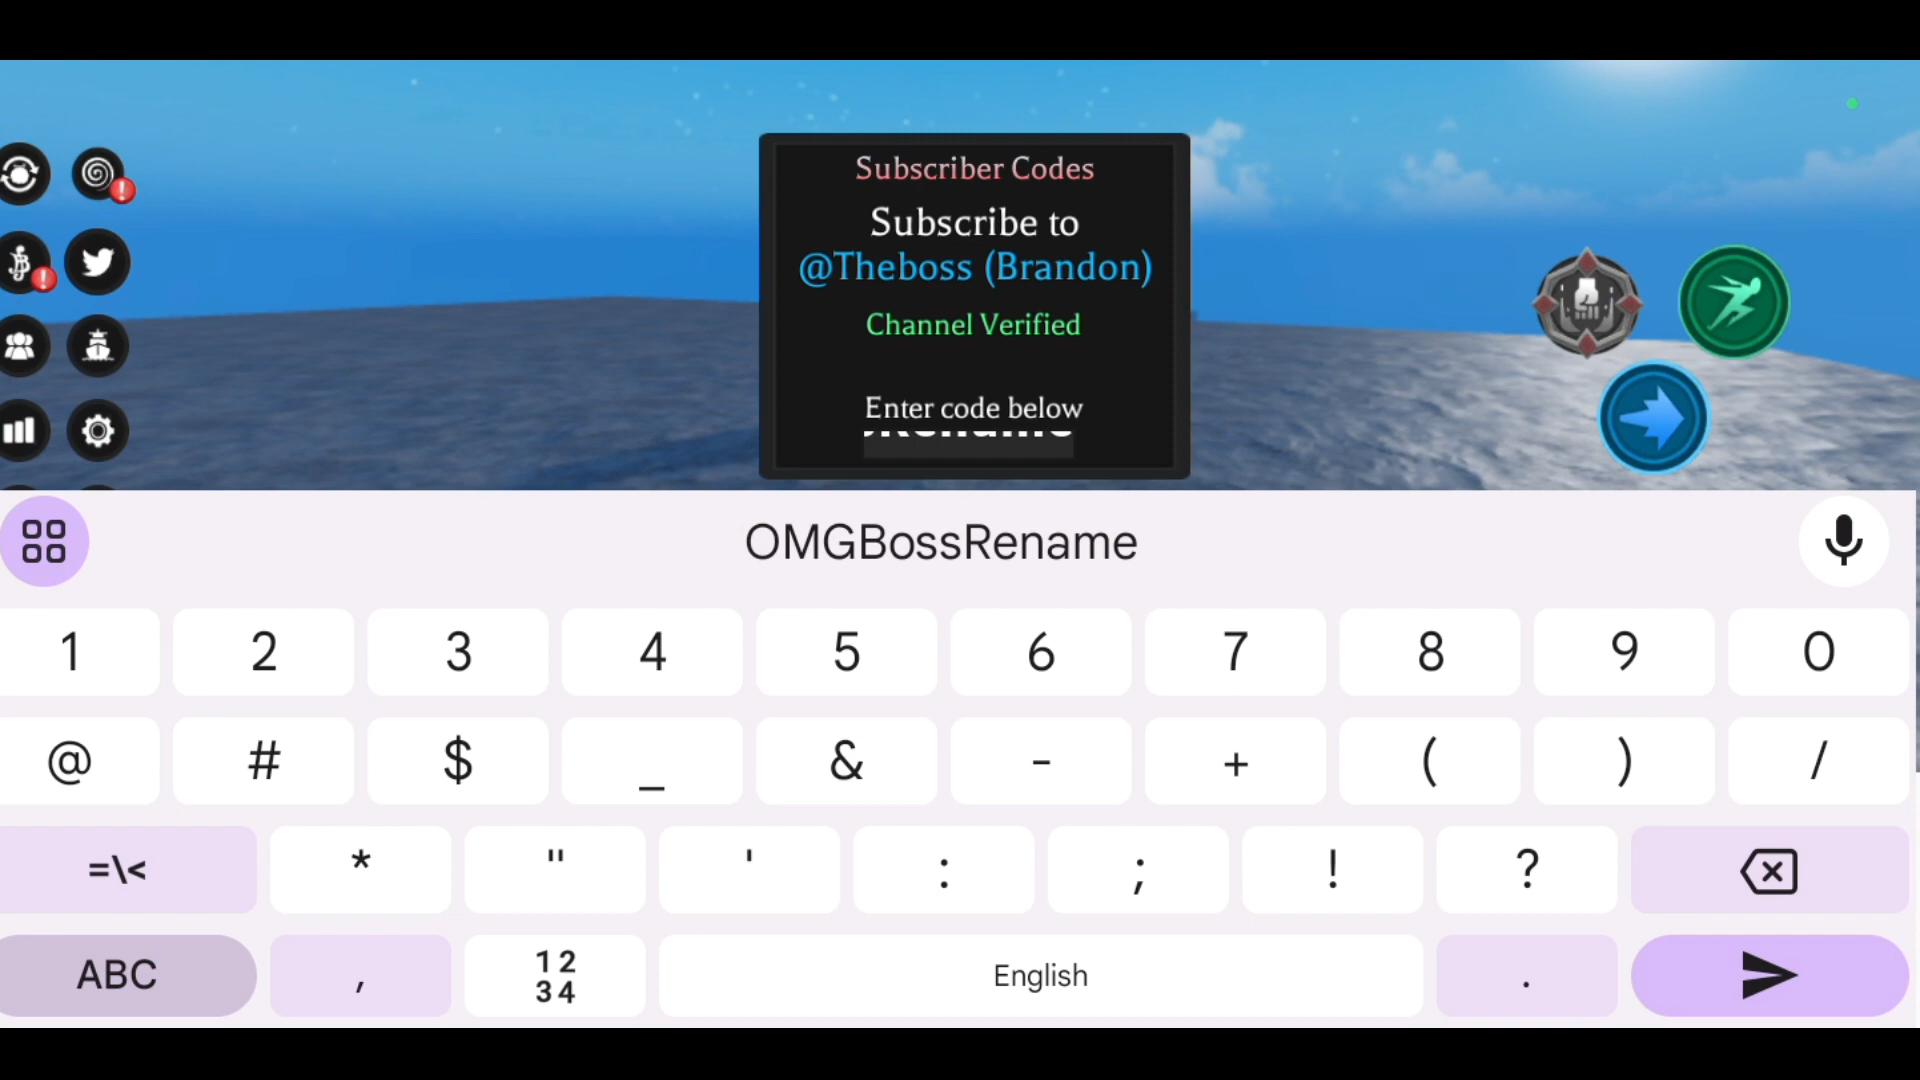 Subscriber Codes
Subscribe to
@Theboss (Brandon)
Channel Verified
Enter code below
OMGBossRename
1 2 3 4 5 6 7 8 9 0
@ # $ _ & - + ( ) /
=\< * " ' : ; ! ?
ABC , 12 34 English .